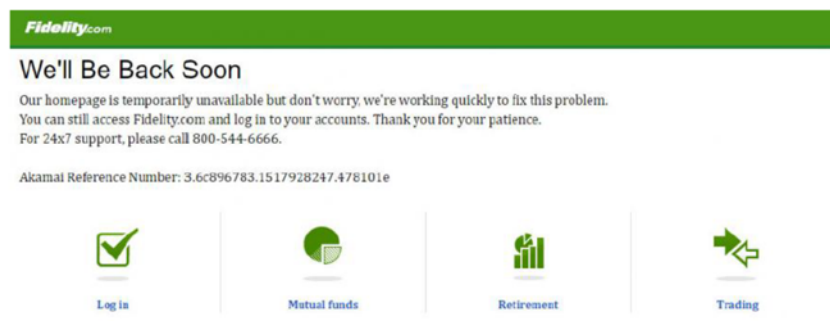 Fidelity.com
We'll Be Back Soon
Our homepage is temporarily unavailable but don't worry, we're working quickly to fix this problem.
You can still access Fidelity.com and log in to your accounts. Thank you for your patience.
For 24x7 support, please call 800-544-6666.
Akamai Reference Number: 3.6c896783.1517928247.478101e
Log in
Mutual funds
Retirement
Trading